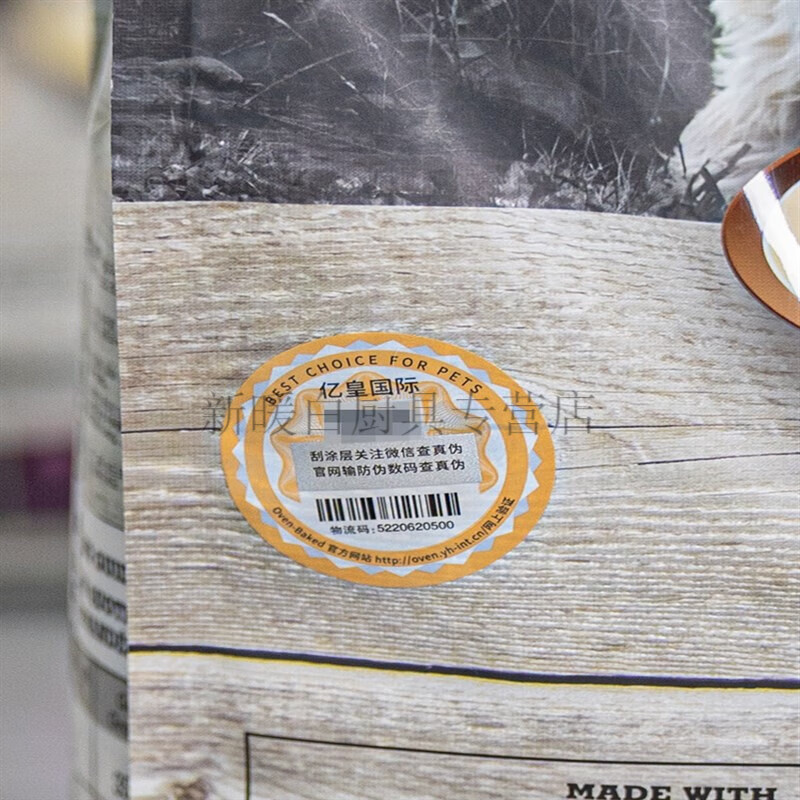 BEST CHOICE FOR PETS
亿皇国际
新暖白厨具专营店
刮涂层关注微信查真伪
官网输防伪数码查真伪
物流码:5220620500
Oven-Baked 官方网站 http://oven.yh-int.cn/网上验证
MADE WITH